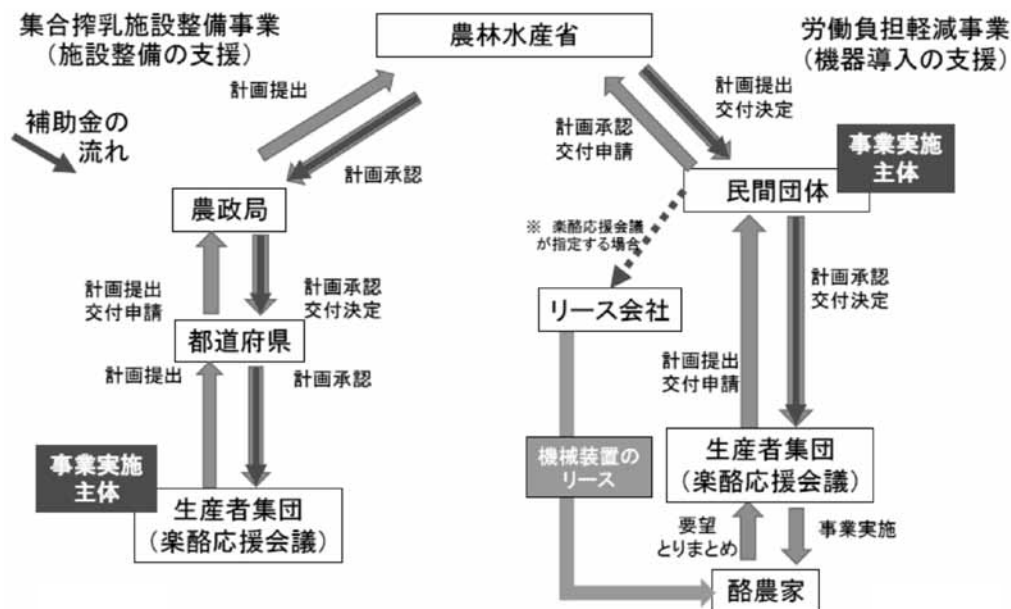 集合搾乳施設整備事業
(施設整備の支援)
農林水産省
労働負担軽減事業
(機器導入の支援)
補助金の
流れ
計画提出
計画承認
計画承認
交付申請
計画提出
交付決定
事業実施
主体
民間団体
農政局
※ 楽酪応援会議
が指定する場合
計画提出
交付申請
計画承認
交付決定
リース会社
計画承認
交付決定
都道府県
計画提出
計画承認
計画提出
交付申請
事業実施
主体
生産者集団
(楽酪応援会議)
機械装置の
リース
生産者集団
(楽酪応援会議)
要望
とりまとめ
事業実施
酪農家